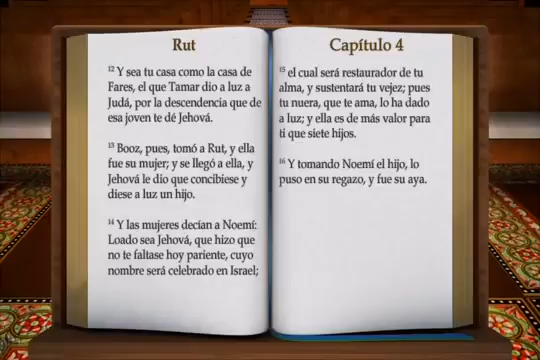 Rut
¹² Y sea tu casa como la casa de
Fares, el que Tamar dio a luz a
Judá, por la descendencia que de
esa joven te dé Jehová.
¹³ Booz, pues, tomó a Rut, y ella
fue su mujer; y se llegó a ella, y
Jehová le dio que concibiese y
diese a luz un hijo.
¹⁴ Y las mujeres decían a Noemí:
Loado sea Jehová, que hizo que
no te faltase hoy pariente, cuyo
nombre será celebrado en Israel;
Capítulo 4
¹⁵ el cual será restaurador de tu
alma, y sustentará tu vejez; pues
tu nuera, que te ama, lo ha dado
a luz; y ella es de más valor para
ti que siete hijos.
¹⁶ Y tomando Noemí el hijo, lo
puso en su regazo, y fue su aya.